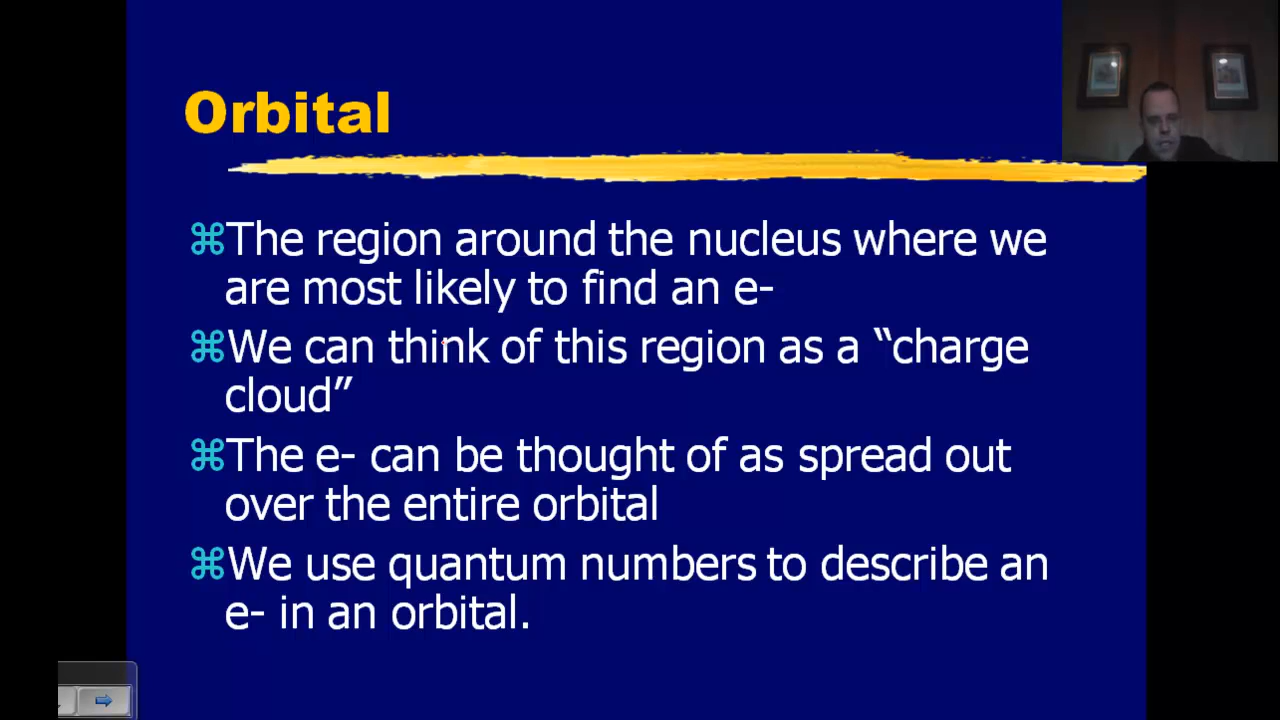 Orbital
⌘The region around the nucleus where we
are most likely to find an e-
⌘We can think of this region as a “charge
cloud”
⌘The e- can be thought of as spread out
over the entire orbital
⌘We use quantum numbers to describe an
e- in an orbital.